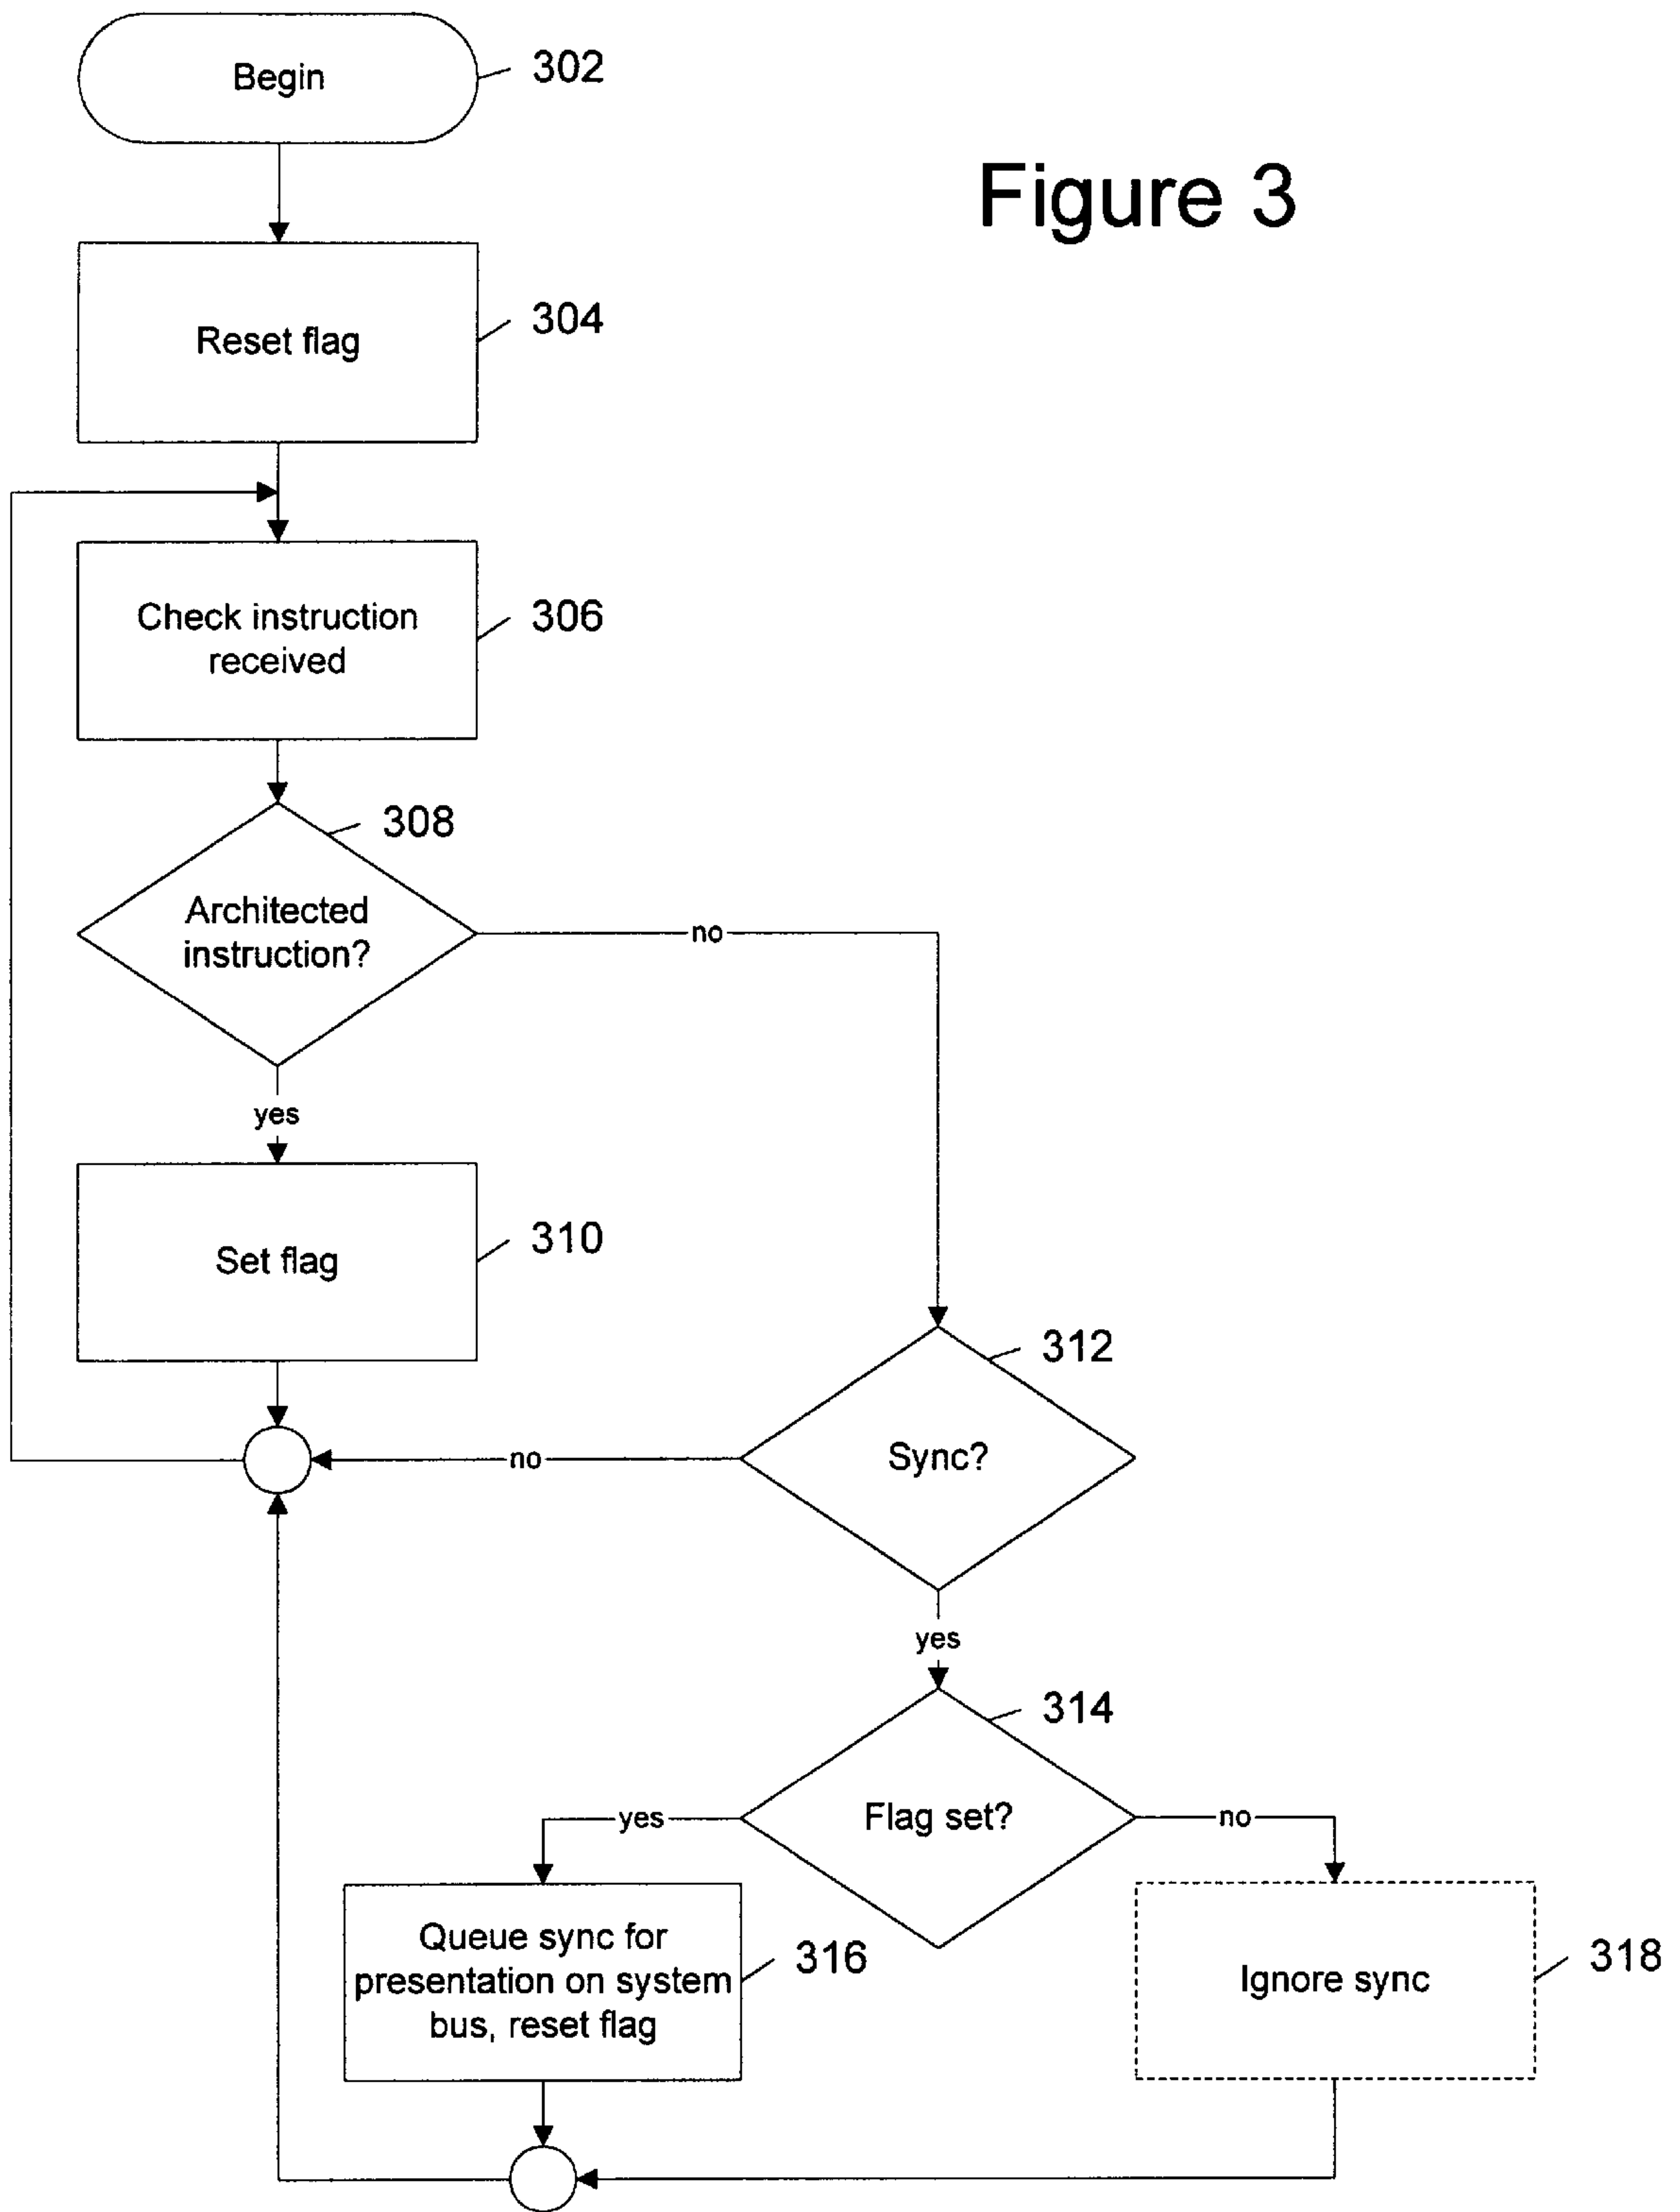 Begin
302
Figure 3
Reset flag
304
Check instruction
received
306
308
Architected
instruction?
no
yes
Set flag
310
312
Sync?
no
yes
314
Flag set?
yes
no
Queue sync for
presentation on system
bus, reset flag
316
Ignore sync
318